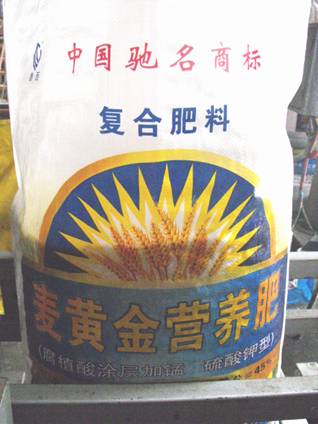 中国驰名商标
复合肥料
麦黄金营养肥
(腐植酸涂层加锰 硫酸钾型)